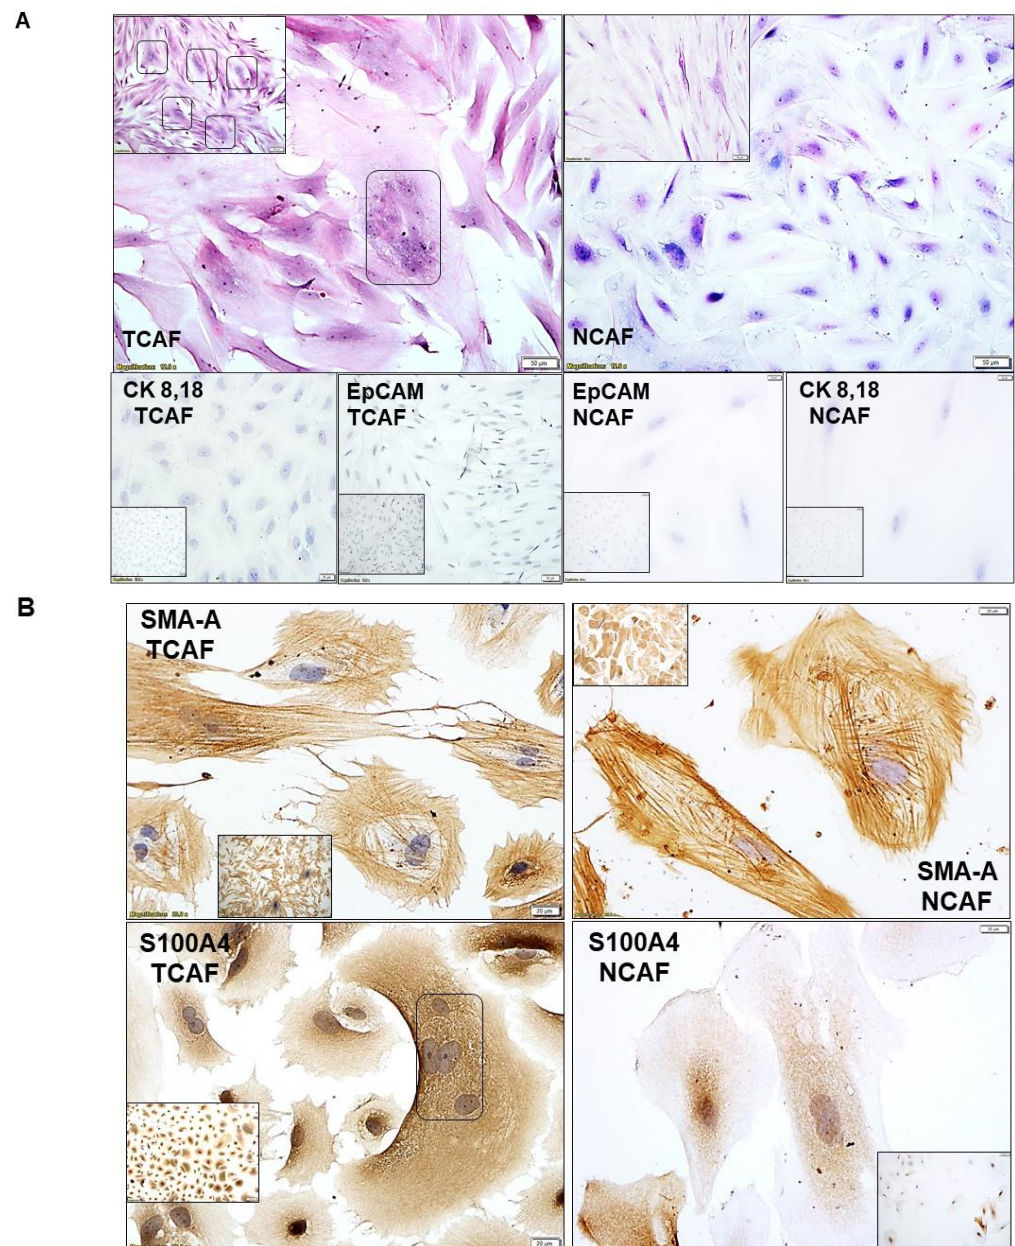 A
TCAF
50 µm
NCAF
50 µm
CK 8,18
TCAF
EpCAM
TCAF
EpCAM
NCAF
CK 8,18
NCAF
B
SMA-A
TCAF
20 µm
SMA-A
NCAF
S100A4
TCAF
20 µm
S100A4
NCAF